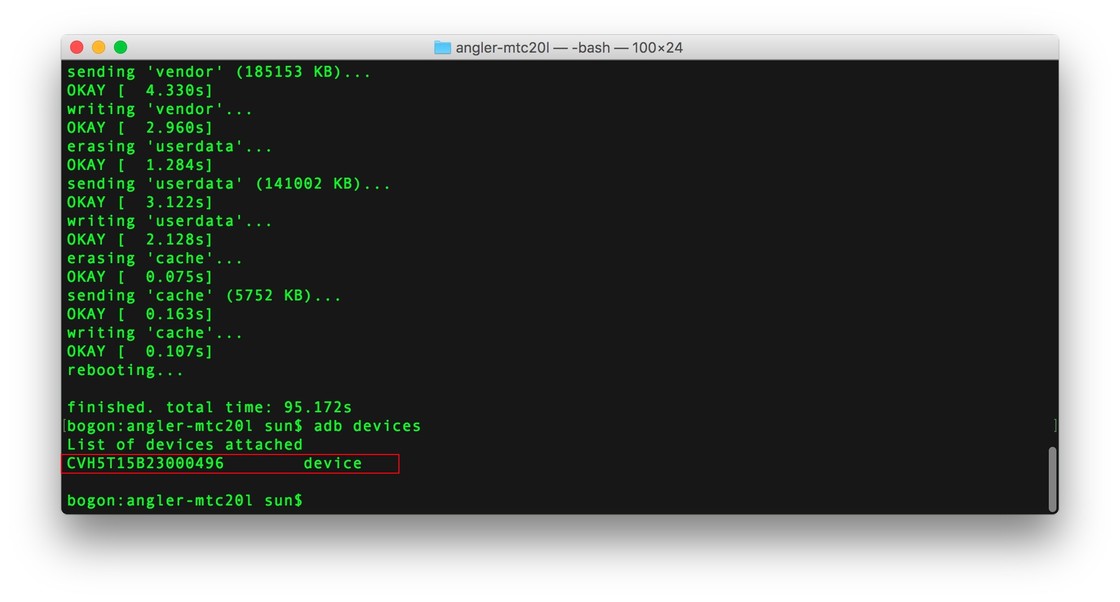 angler-mtc20l — -bash — 100×24
sending 'vendor' (185153 KB)...
OKAY [  4.330s]
writing 'vendor'...
OKAY [  2.960s]
erasing 'userdata'...
OKAY [  1.284s]
sending 'userdata' (141002 KB)...
OKAY [  3.122s]
writing 'userdata'...
OKAY [  2.128s]
erasing 'cache'...
OKAY [  0.075s]
sending 'cache' (5752 KB)...
OKAY [  0.163s]
writing 'cache'...
OKAY [  0.107s]
rebooting...
finished. total time: 95.172s
[bogon:angler-mtc20l sun$ adb devices ]
List of devices attached
CVH5T15B23000496        device
bogon:angler-mtc20l sun$